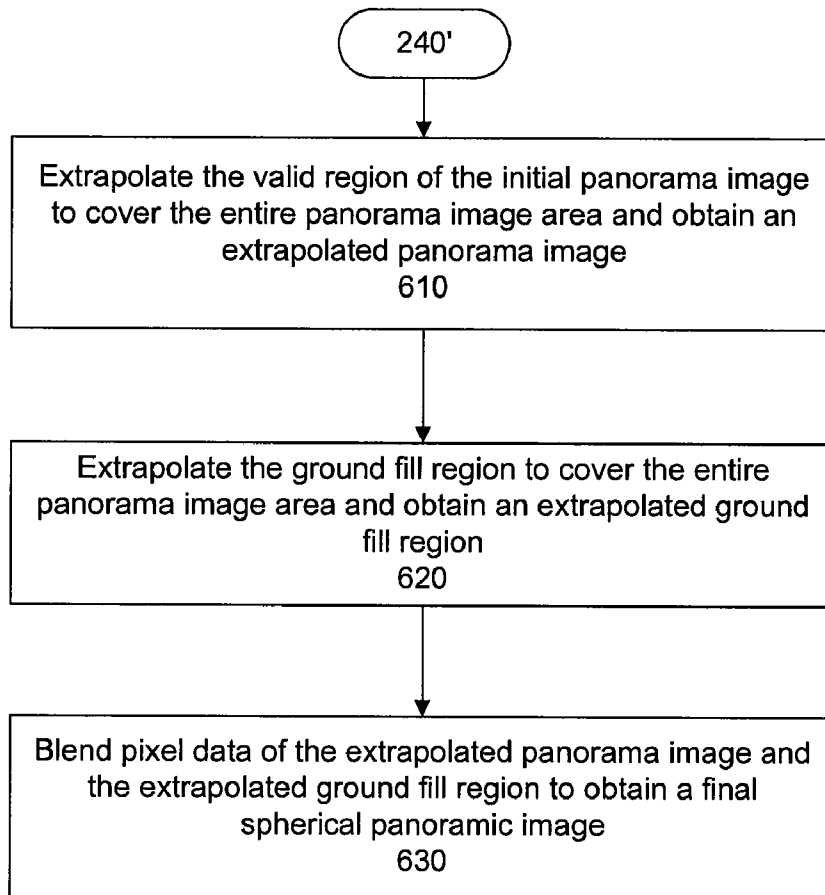 240'
Extrapolate the valid region of the initial panorama image
to cover the entire panorama image area and obtain an
extrapolated panorama image
610
Extrapolate the ground fill region to cover the entire
panorama image area and obtain an extrapolated ground
fill region
620
Blend pixel data of the extrapolated panorama image and
the extrapolated ground fill region to obtain a final
spherical panoramic image
630